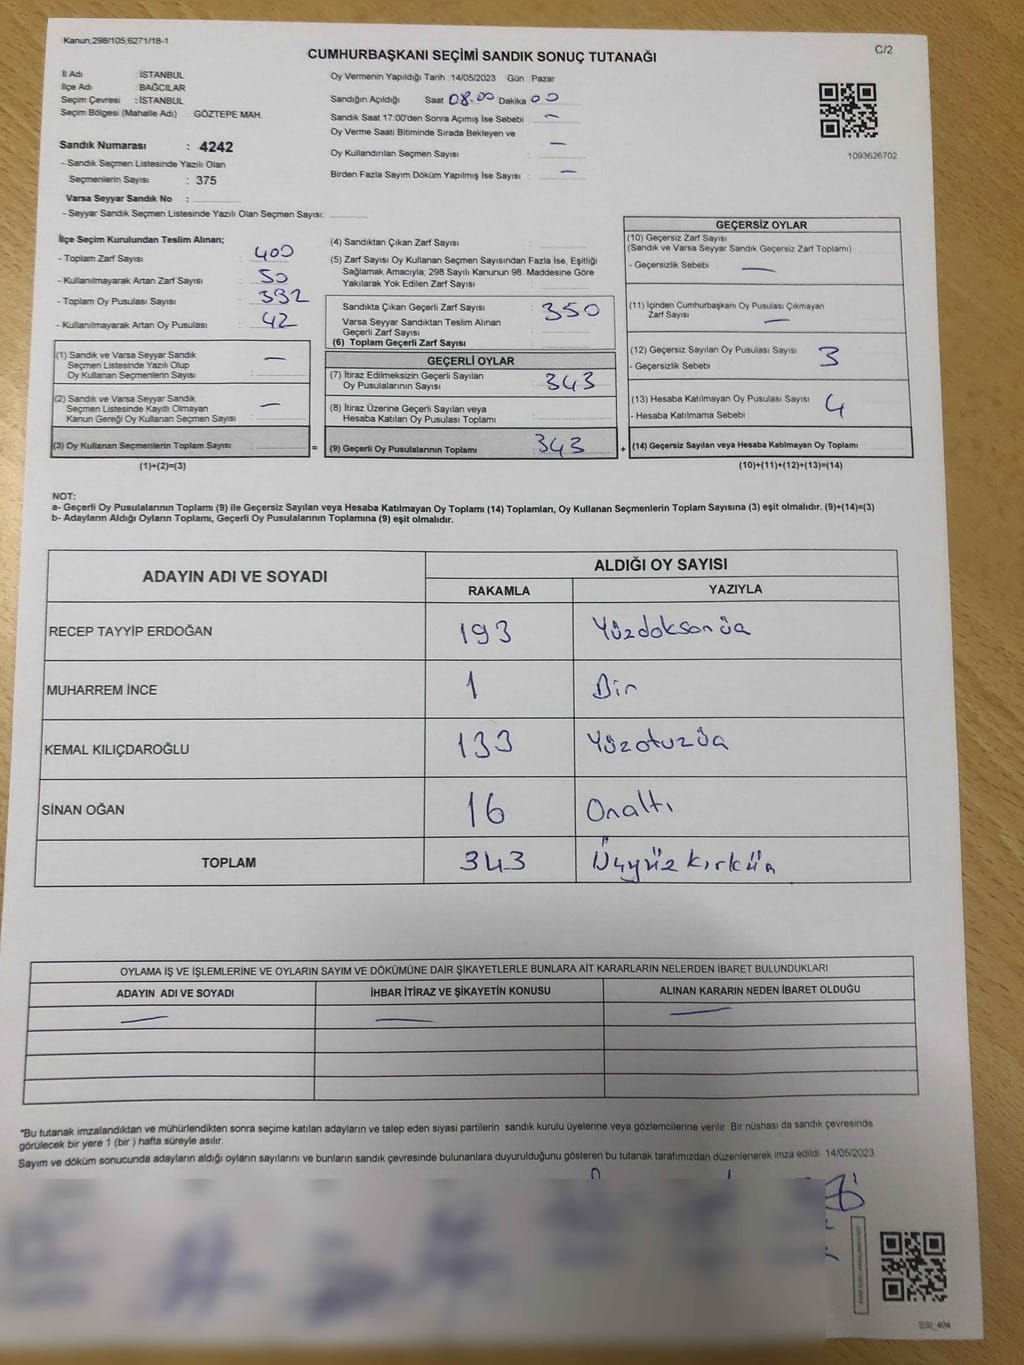 Kanun;298/105,6271/18-1
C/2
CUMHURBAŞKANI SEÇİMİ SANDIK SONUÇ TUTANAĞI
İl Adı : İSTANBUL
İlçe Adı : BAĞCILAR
Seçim Çevresi : İSTANBUL
Seçim Bölgesi (Mahalle Adı) : GÖZTEPE MAH.
Sandık Numarası : 4242
- Sandık Seçmen Listesinde Yazılı Olan
Seçmenlerin Sayısı : 375
Varsa Seyyar Sandık No :
- Seyyar Sandık Seçmen Listesinde Yazılı Olan Seçmen Sayısı:
Oy Vermenin Yapıldığı Tarih : 14/05/2023 Gün : Pazar
Sandığın Açıldığı Saat 08.00 Dakika 00
Sandık Saat 17:00'den Sonra Açımış İse Sebebi : —
Oy Verme Saati Bitiminde Sırada Bekleyen ve
Oy Kullandırılan Seçmen Sayısı : —
Birden Fazla Sayım Döküm Yapılmış İse Sayısı : —
1093626702
İlçe Seçim Kurulundan Teslim Alınan;
- Toplam Zarf Sayısı : 400
- Kullanılmayarak Artan Zarf Sayısı : 50
- Toplam Oy Pusulası Sayısı : 392
- Kullanılmayarak Artan Oy Pusulası : 42
(1) Sandık ve Varsa Seyyar Sandık
Seçmen Listesinde Yazılı Olup
Oy Kullanan Seçmenlerin Sayısı : —
(2) Sandık ve Varsa Seyyar Sandık
Seçmen Listesinde Kayıtlı Olmayan
Kanun Gereği Oy Kullanan Seçmen Sayısı : —
(3) Oy Kullanan Seçmenlerin Toplam Sayısı :
(1)+(2)=(3)
=
(4) Sandıktan Çıkan Zarf Sayısı :
(5) Zarf Sayısı Oy Kullanan Seçmen Sayısından Fazla İse, Eşitliği
Sağlamak Amacıyla; 298 Sayılı Kanunun 98. Maddesine Göre
Yakılarak Yok Edilen Zarf Sayısı :
Sandıkta Çıkan Geçerli Zarf Sayısı : 350
Varsa Seyyar Sandıktan Teslim Alınan
Geçerli Zarf Sayısı :
(6) Toplam Geçerli Zarf Sayısı :
GEÇERLİ OYLAR
(7) İtiraz Edilmeksizin Geçerli Sayılan
Oy Pusulalarının Sayısı : 343
(8) İtiraz Üzerine Geçerli Sayılan veya
Hesaba Katılan Oy Pusulası Toplamı :
(9) Geçerli Oy Pusulalarının Toplamı : 343
+
GEÇERSİZ OYLAR
(10) Geçersiz Zarf Sayısı
(Sandık ve Varsa Seyyar Sandık Geçersiz Zarf Toplamı)
- Geçersizlik Sebebi : —
(11) İçinden Cumhurbaşkanı Oy Pusulası Çıkmayan
Zarf Sayısı : —
(12) Geçersiz Sayılan Oy Pusulası Sayısı : 3
- Geçersizlik Sebebi :
(13) Hesaba Katılmayan Oy Pusulası Sayısı : 4
- Hesaba Katılmama Sebebi :
(14) Geçersiz Sayılan veya Hesaba Katılmayan Oy Toplamı :
(10)+(11)+(12)+(13)=(14)
NOT:
a- Geçerli Oy Pusulalarının Toplamı (9) ile Geçersiz Sayılan veya Hesaba Katılmayan Oy Toplamı (14) Toplamları, Oy Kullanan Seçmenlerin Toplam Sayısına (3) eşit olmalıdır. (9)+(14)=(3)
b- Adayların Aldığı Oyların Toplamı, Geçerli Oy Pusulalarının Toplamına (9) eşit olmalıdır.
ADAYIN ADI VE SOYADI
ALDIĞI OY SAYISI
RAKAMLA YAZIYLA
RECEP TAYYİP ERDOĞAN 193 Yüzdoksanüç
MUHARREM İNCE 1 Bir
KEMAL KILIÇDAROĞLU 133 Yüzotuzüç
SİNAN OĞAN 16 Onaltı
TOPLAM 343 Üçyüz kırküç
OYLAMA İŞ VE İŞLEMLERİNE VE OYLARIN SAYIM VE DÖKÜMÜNE DAİR ŞİKAYETLERLE BUNLARA AİT KARARLARIN NELERDEN İBARET BULUNDUKLARI
ADAYIN ADI VE SOYADI İHBAR İTİRAZ VE ŞİKAYETİN KONUSU ALINAN KARARIN NEDEN İBARET OLDUĞU
— — —
*Bu tutanak imzalandıktan ve mühürlendikten sonra seçime katılan adayların ve talep eden siyasi partilerin sandık kurulu üyelerine veya gözlemcilerine verilir. Bir nüshası da sandık çevresinde
görülecek bir yere 1 (bir ) hafta süreyle asılır.
Sayım ve döküm sonucunda adayların aldığı oyların sayılarını ve bunların sandık çevresinde bulunanlara duyurulduğunu gösteren bu tutanak tarafımızdan düzenlenerek imza edildi. 14/05/2023